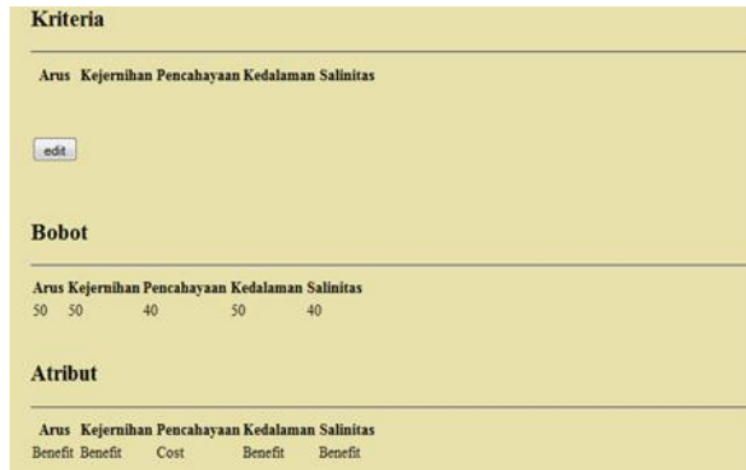 Kriteria
Arus Kejernihan Pencahayaan Kedalaman Salinitas
edit
Bobot
Arus Kejernihan Pencahayaan Kedalaman Salinitas
50 50 40 50 40
Atribut
Arus Kejernihan Pencahayaan Kedalaman Salinitas
Benefit Benefit Cost Benefit Benefit